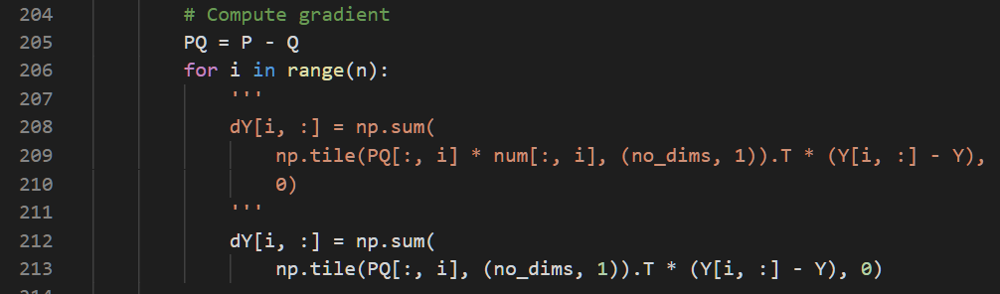 204 # Compute gradient
205 PQ = P - Q
206 for i in range(n):
207 '''
208 dY[i, :] = np.sum(
209 np.tile(PQ[:, i] * num[:, i], (no_dims, 1)).T * (Y[i, :] - Y),
210 0)
211 '''
212 dY[i, :] = np.sum(
213 np.tile(PQ[:, i], (no_dims, 1)).T * (Y[i, :] - Y), 0)
214